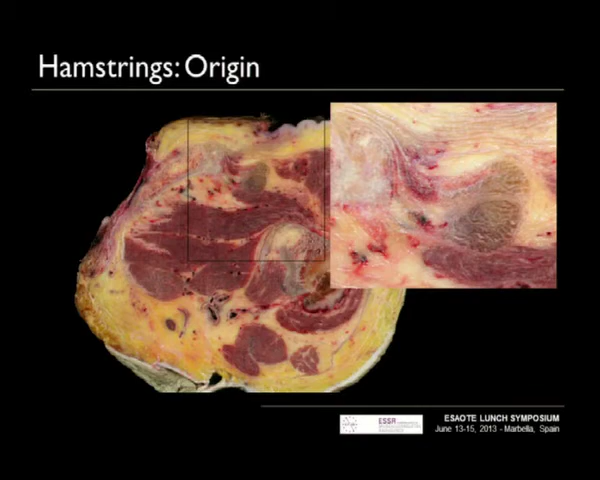 Hamstrings: Origin
ESSR
ESAOTE LUNCH SYMPOSIUM
June 13-15, 2013 - Marbella, Spain